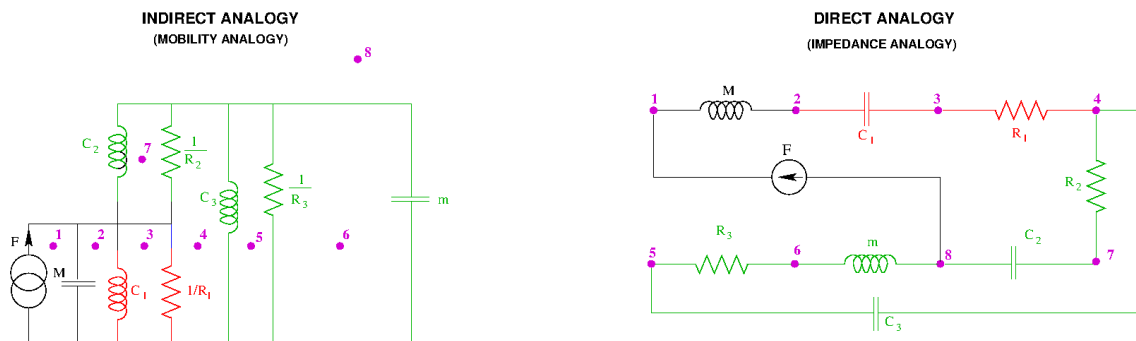 INDIRECT ANALOGY
(MOBILITY ANALOGY)
8
C2
7
1
R2
C3
1
R3
m
F
1
2
3
4
5
6
M
C1
1/R1
DIRECT ANALOGY
(IMPEDANCE ANALOGY)
1
M
2
3
4
C1
R1
F
R2
5
R3
6
m
8
C2
7
C3